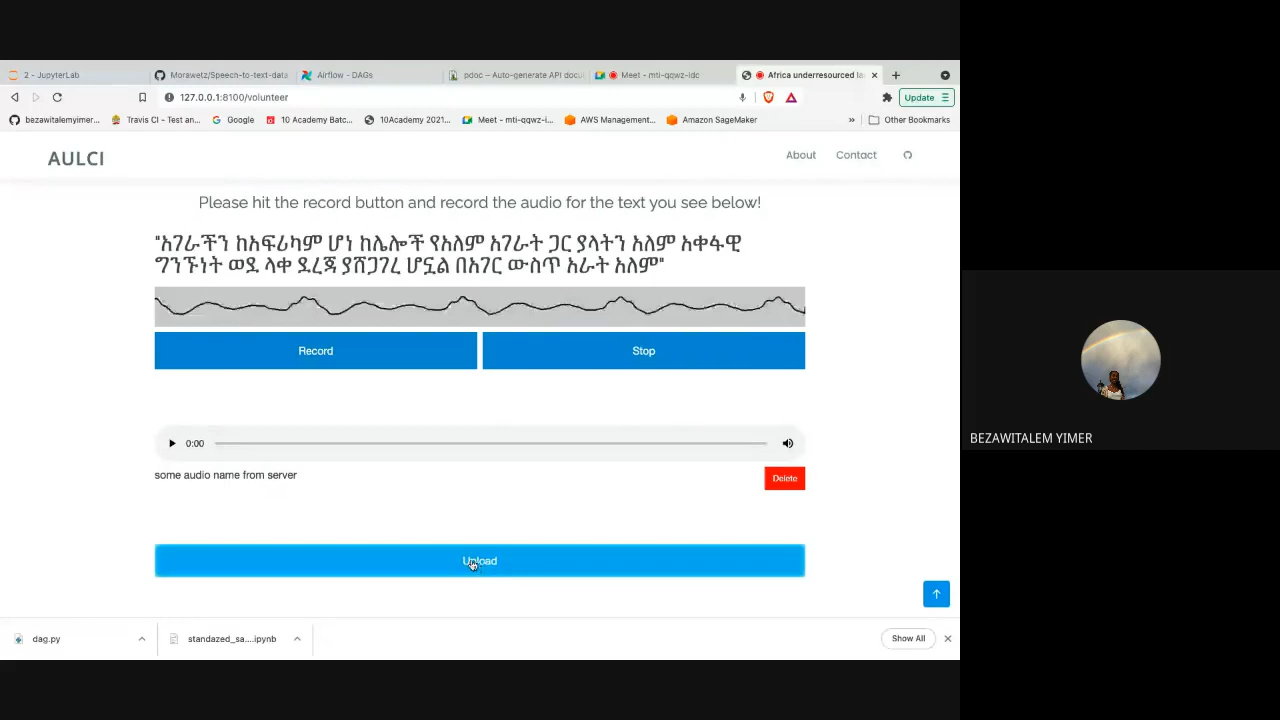 2 - JupyterLab
Morawetz/Speech-to-text-data
Airflow - DAGs
pdoc – Auto-generate API docu
Meet - mti-qqwz-idc
Africa underresourced la
127.0.0.1:8100/volunteer
Update
bezawitalemyimer...
Travis CI - Test an...
Google
10 Academy Batc...
10Academy 2021...
Meet - mti-qqwz-i...
AWS Management...
Amazon SageMaker
»
Other Bookmarks
AULCI
About
Contact
Please hit the record button and record the audio for the text you see below!
"አገራችን ከአፍሪካም ሆነ ከሌሎች የአለም አገራት ጋር ያላትን አለም አቀፋዊ
ግንኙነት ወደ ላቀ ደረጃ ያሸጋገረ ሆኗል በአገር ውስጥ አራት አለም"
Record
Stop
0:00
some audio name from server
Delete
Upload
dag.py
standazed_sa....ipynb
Show All
BEZAWITALEM YIMER